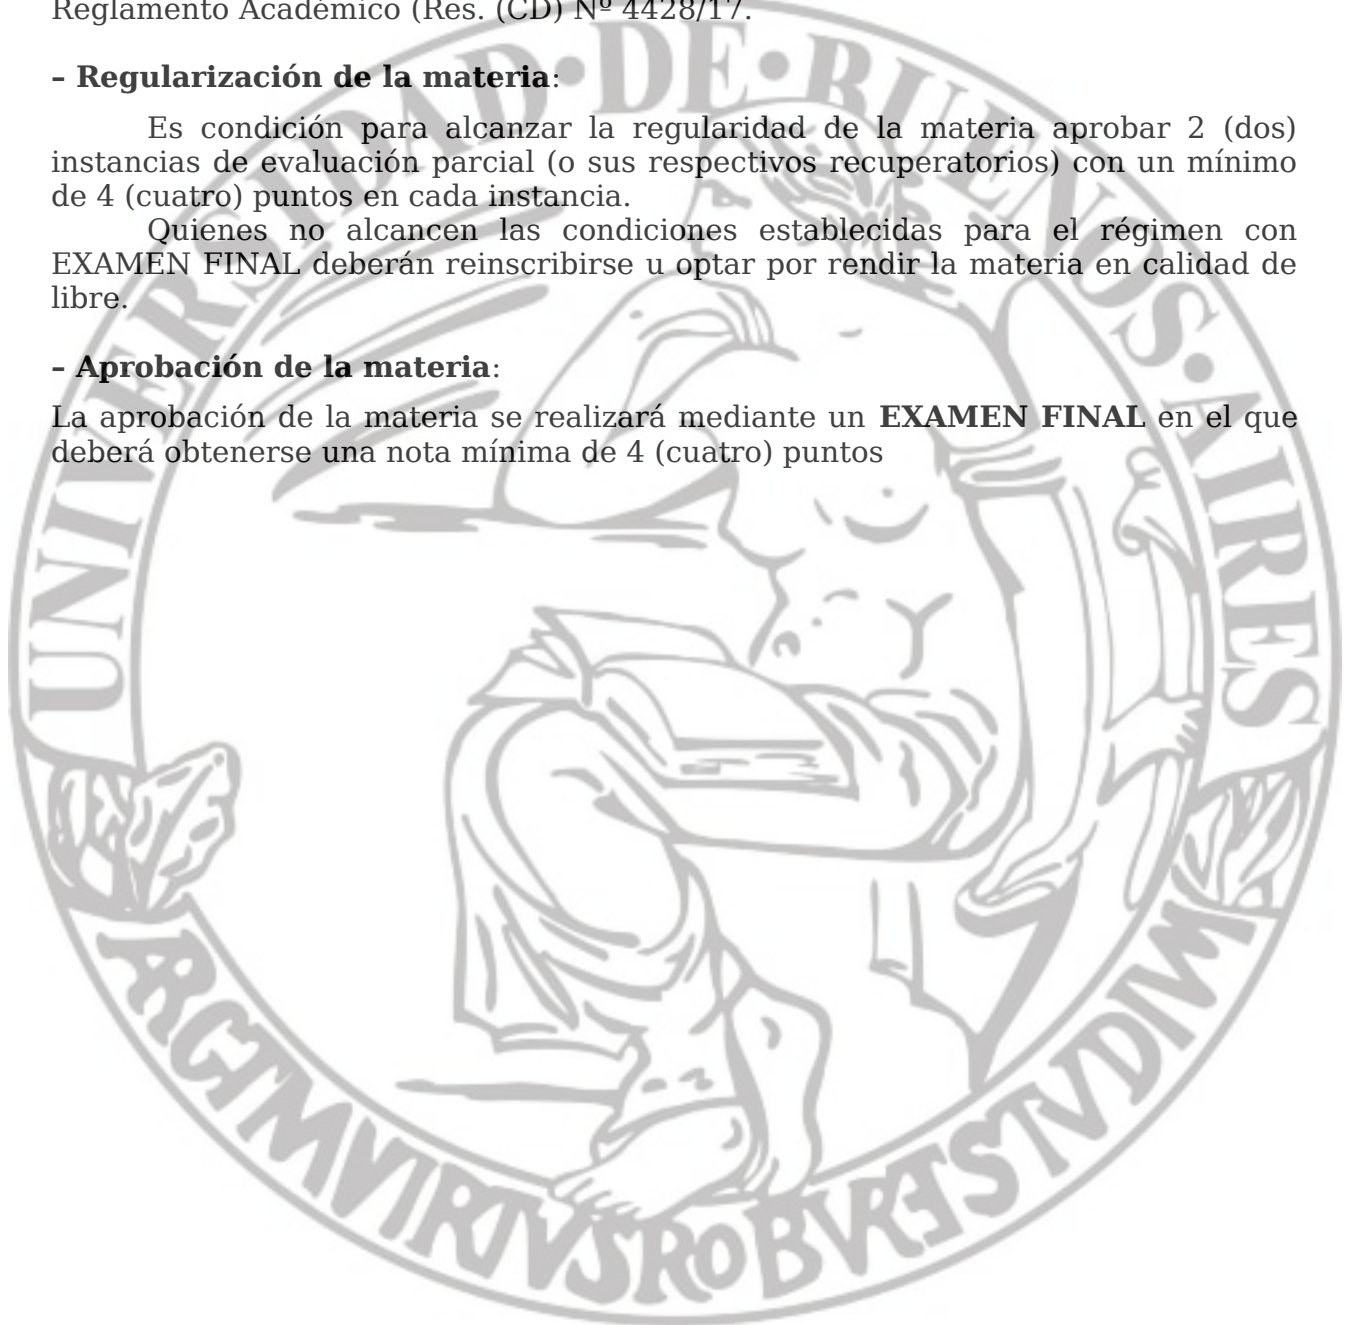 Reglamento Académico (Res. (CD) Nº 4428/17.
– Regularización de la materia:
Es condición para alcanzar la regularidad de la materia aprobar 2 (dos)
instancias de evaluación parcial (o sus respectivos recuperatorios) con un mínimo
de 4 (cuatro) puntos en cada instancia.
Quienes no alcancen las condiciones establecidas para el régimen con
EXAMEN FINAL deberán reinscribirse u optar por rendir la materia en calidad de
libre.
– Aprobación de la materia:
La aprobación de la materia se realizará mediante un EXAMEN FINAL en el que
deberá obtenerse una nota mínima de 4 (cuatro) puntos
UNIVERSIDAD•DE•BUENOS•AIRES
ARGTMVIRTVSROBVRETSTVDIVM